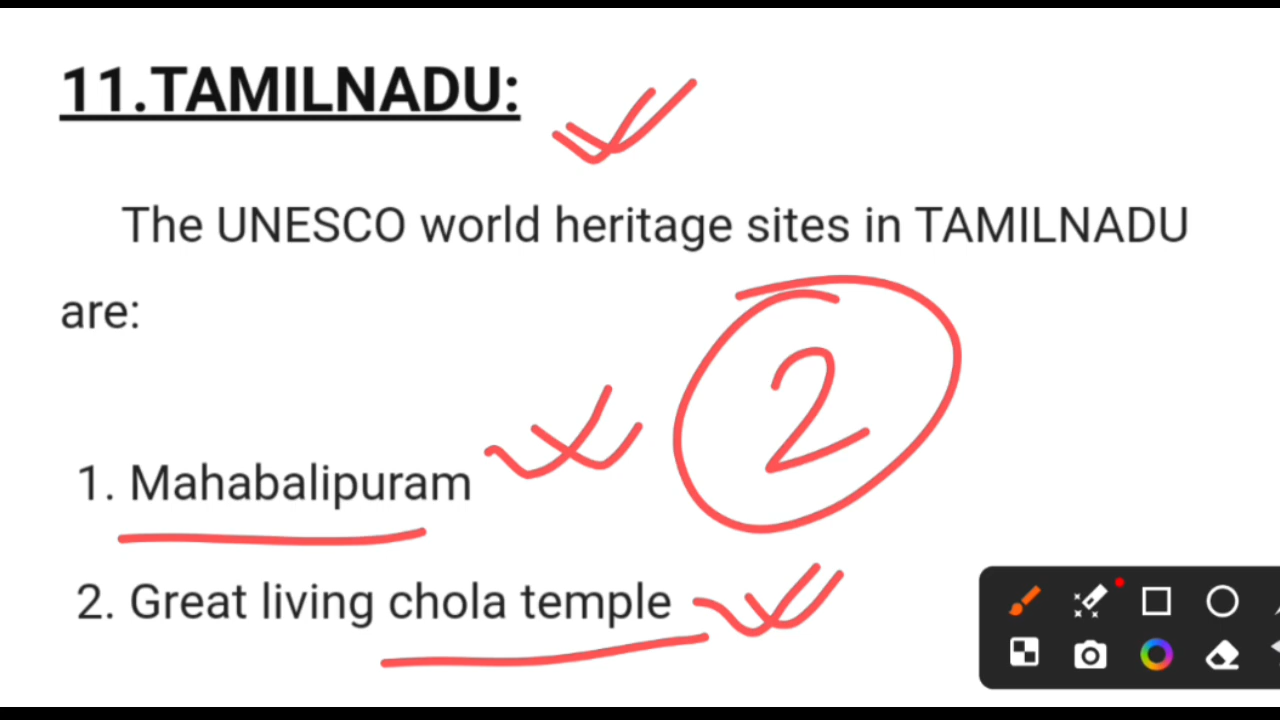 11.TAMILNADU:
The UNESCO world heritage sites in TAMILNADU
are:
2
1. Mahabalipuram
2. Great living chola temple